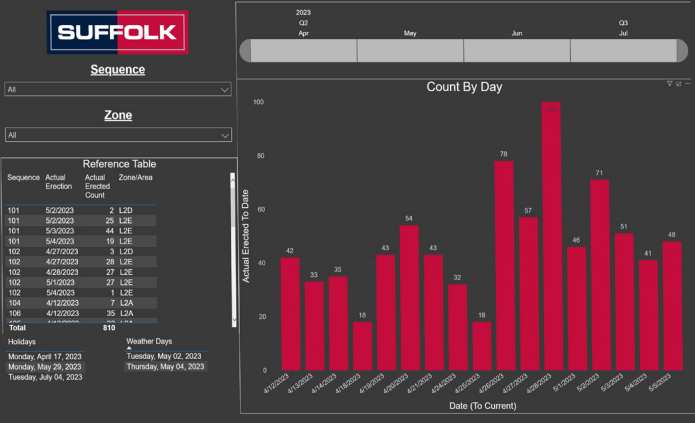 SUFFOLK
Sequence
All
Zone
All
Reference Table
Sequence Actual Erection Actual Erected Count Zone/Area
101 5/2/2023 2 L2D
101 5/2/2023 25 L2E
101 5/3/2023 44 L2E
101 5/4/2023 19 L2E
102 4/27/2023 3 L2D
102 4/27/2023 28 L2E
102 4/28/2023 27 L2E
102 5/1/2023 27 L2E
102 5/4/2023 1 L2E
104 4/12/2023 7 L2A
106 4/12/2023 35 L2A
Total 810
Holidays
Monday, April 17, 2023
Monday, May 29, 2023
Tuesday, July 04, 2023
Weather Days
Tuesday, May 02, 2023
Thursday, May 04, 2023
2023
Q2 Q3
Apr May Jun Jul
Count By Day
Actual Erected To Date
100
80
60
40
20
0
42 33 35 18 43 54 43 32 18 78 57 46 71 51 41 48
4/12/2023 4/13/2023 4/14/2023 4/18/2023 4/19/2023 4/20/2023 4/21/2023 4/24/2023 4/25/2023 4/26/2023 4/27/2023 4/28/2023 5/1/2023 5/2/2023 5/3/2023 5/4/2023 5/5/2023
Date (To Current)